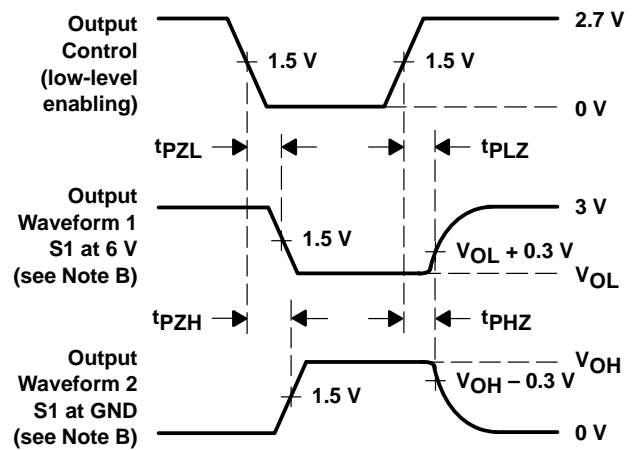 Output
Control
(low-level
enabling)
2.7 V
1.5 V
1.5 V
0 V
tPZL
tPLZ
Output
Waveform 1
S1 at 6 V
(see Note B)
3 V
1.5 V
VOL + 0.3 V
VOL
tPZH
tPHZ
Output
Waveform 2
S1 at GND
(see Note B)
VOH
1.5 V
VOH – 0.3 V
0 V